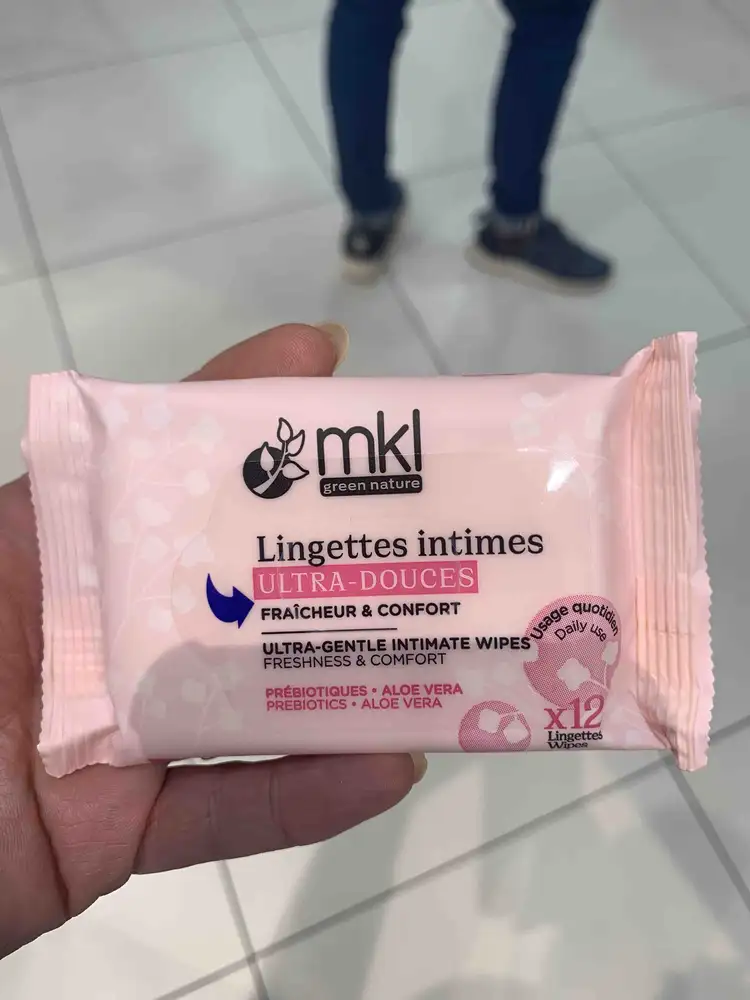 mkl
green nature
Lingettes intimes
ULTRA-DOUCES
FRAÎCHEUR & CONFORT
ULTRA-GENTLE INTIMATE WIPES
FRESHNESS & COMFORT
PRÉBIOTIQUES • ALOE VERA
PREBIOTICS • ALOE VERA
Usage quotidien
Daily use
x12
Lingettes
Wipes